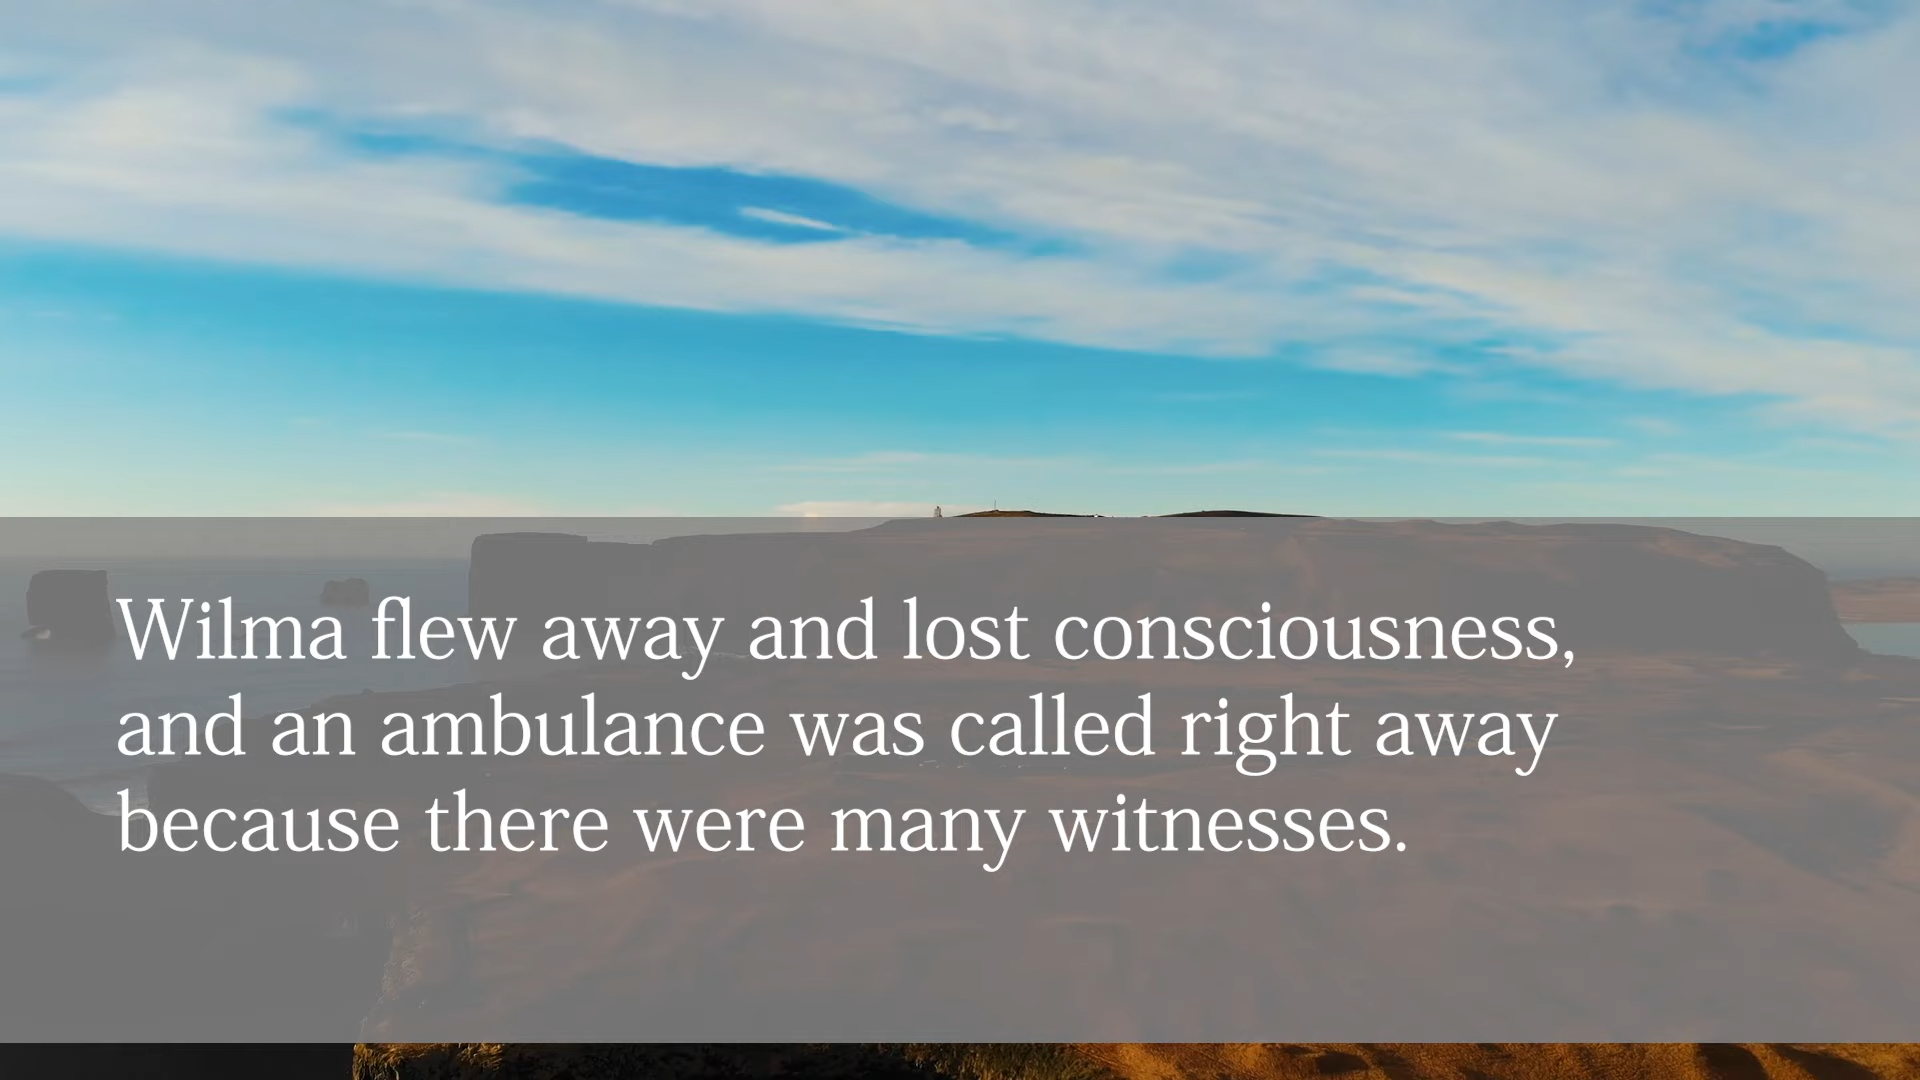 Wilma flew away and lost consciousness,
and an ambulance was called right away
because there were many witnesses.